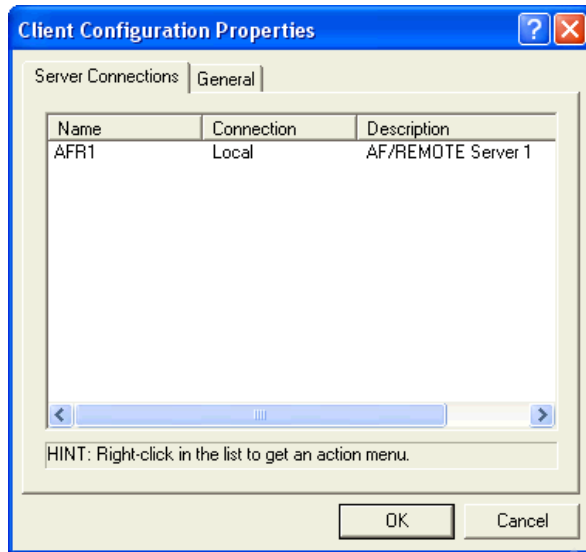 Client Configuration Properties
Server Connections General
Name Connection Description
AFR1 Local AF/REMOTE Server 1
HINT: Right-click in the list to get an action menu.
OK Cancel